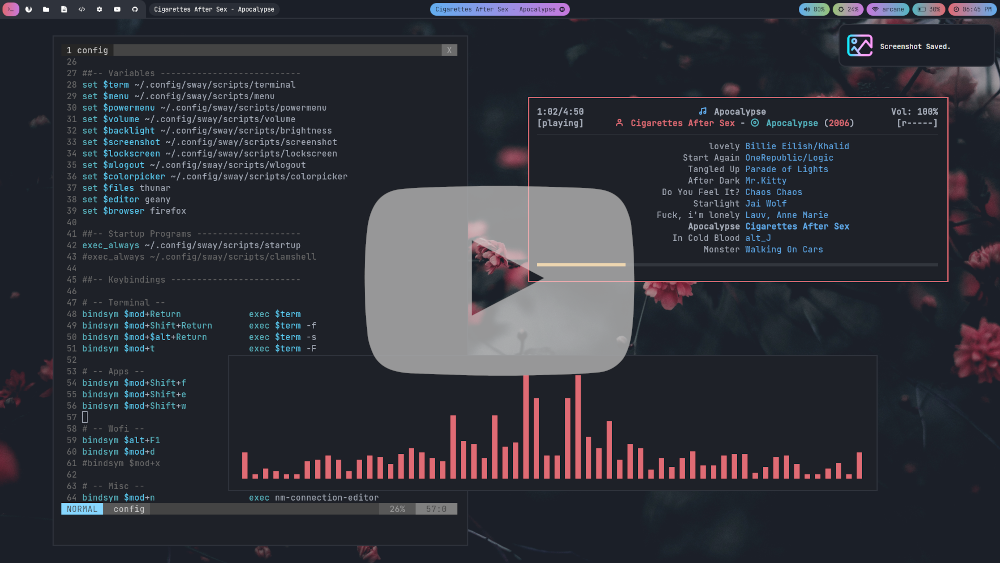 Cigarettes After Sex - Apocalypse
Cigarettes After Sex - Apocalypse
80%
24%
arcane
30%
06:46 PM
Screenshot Saved.
1 config X
26
27 ##-- Variables ---------------------------
28 set $term ~/.config/sway/scripts/terminal
29 set $menu ~/.config/sway/scripts/menu
30 set $powermenu ~/.config/sway/scripts/powermenu
31 set $volume ~/.config/sway/scripts/volume
32 set $backlight ~/.config/sway/scripts/brightness
33 set $screenshot ~/.config/sway/scripts/screenshot
34 set $lockscreen ~/.config/sway/scripts/lockscreen
35 set $wlogout ~/.config/sway/scripts/wlogout
36 set $colorpicker ~/.config/sway/scripts/colorpicker
37 set $files thunar
38 set $editor geany
39 set $browser firefox
40
41 ##-- Startup Programs --------------------
42 exec_always ~/.config/sway/scripts/startup
43 #exec_always ~/.config/sway/scripts/clamshell
44
45 ##-- Keybindings -------------------------
46
47 # -- Terminal --
48 bindsym $mod+Return exec $term
49 bindsym $mod+Shift+Return exec $term -f
50 bindsym $mod+$alt+Return exec $term -s
51 bindsym $mod+t exec $term -F
52
53 # -- Apps --
54 bindsym $mod+Shift+f
55 bindsym $mod+Shift+e
56 bindsym $mod+Shift+w
57
58 # -- Wofi --
59 bindsym $alt+F1
60 bindsym $mod+d
61 #bindsym $mod+x
62
63 # -- Misc --
64 bindsym $mod+n exec nm-connection-editor
NORMAL config 26% 57:0
1:02/4:50 Apocalypse Vol: 100%
[playing] Cigarettes After Sex - Apocalypse (2006) [r-----]
lovely Billie Eilish/Khalid
Start Again OneRepublic/Logic
Tangled Up Parade of Lights
After Dark Mr.Kitty
Do You Feel It? Chaos Chaos
Starlight Jai Wolf
Fuck, i'm lonely Lauv, Anne Marie
Apocalypse Cigarettes After Sex
In Cold Blood alt_J
Monster Walking On Cars